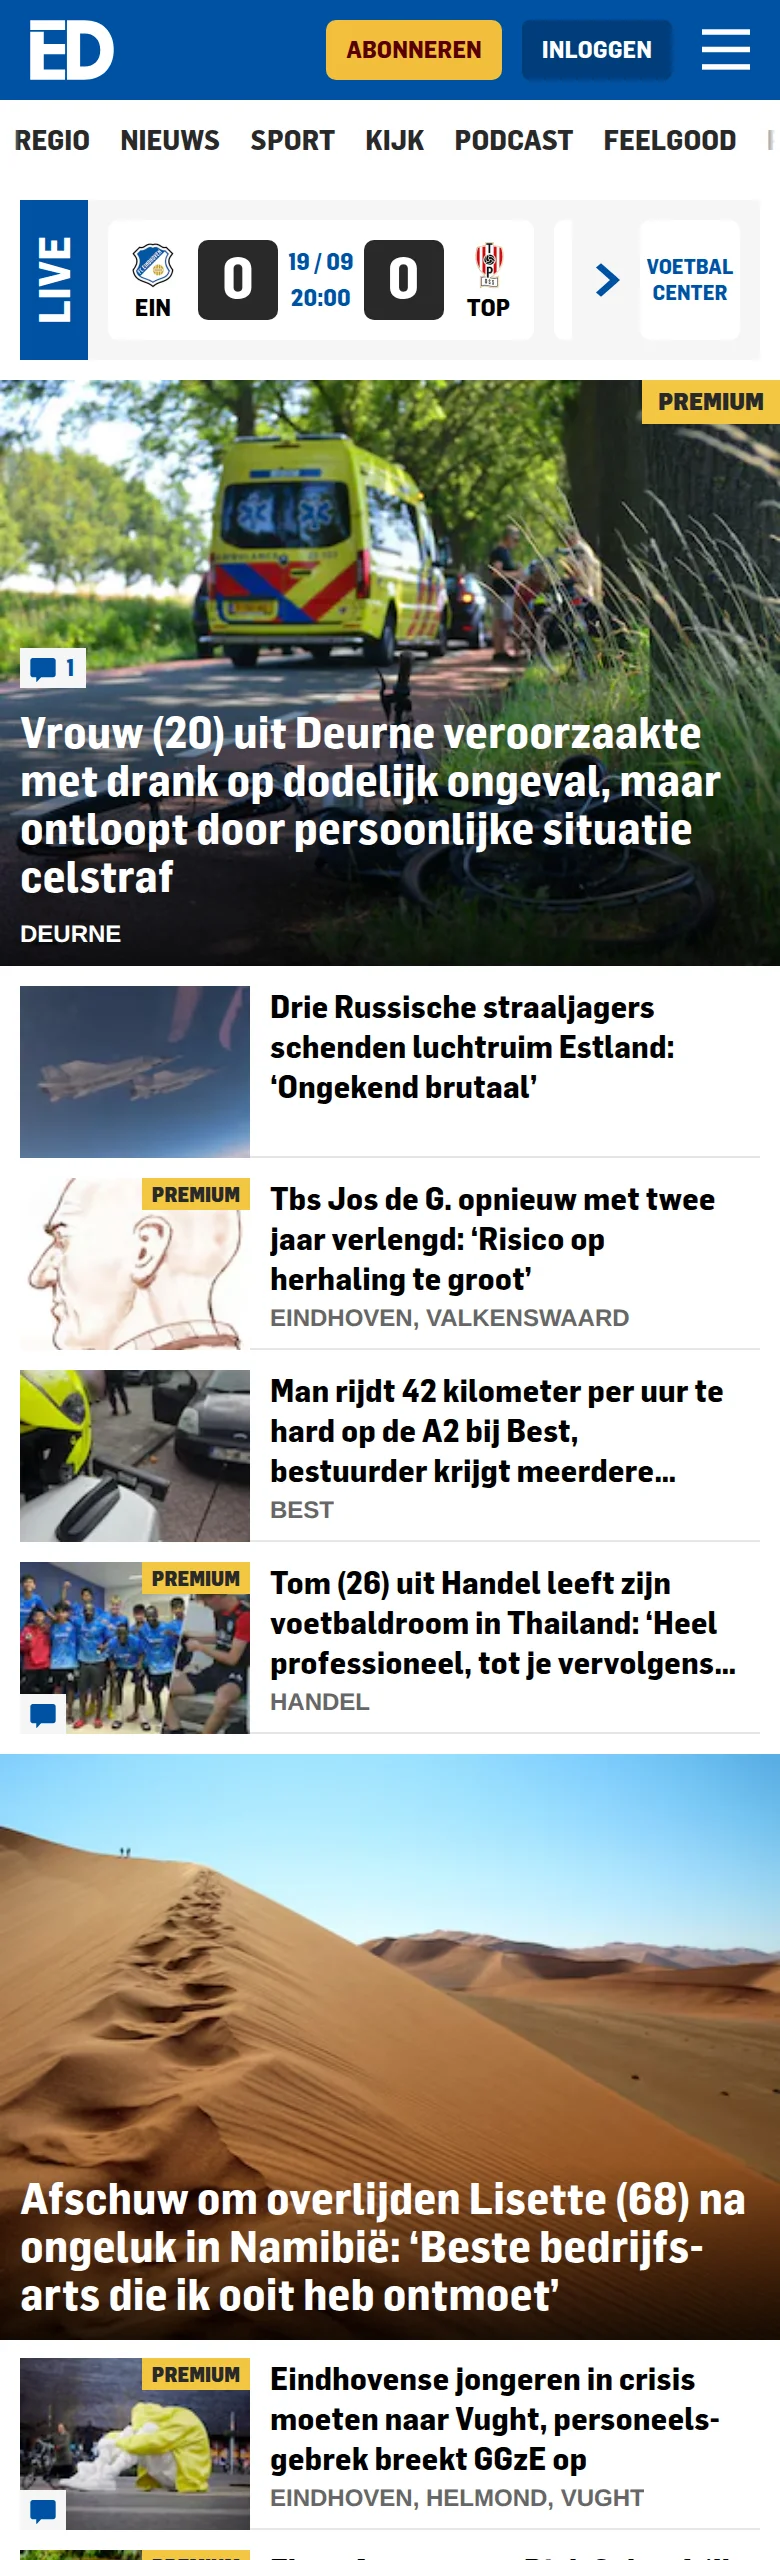 ED
ABONNEREN
INLOGGEN
REGIO NIEUWS SPORT KIJK PODCAST FEELGOOD
LIVE
EIN
0
19 / 09
20:00
0
TOP
VOETBAL
CENTER
PREMIUM
1
Vrouw (20) uit Deurne veroorzaakte
met drank op dodelijk ongeval, maar
ontloopt door persoonlijke situatie
celstraf
DEURNE
Drie Russische straaljagers
schenden luchtruim Estland:
‘Ongekend brutaal’
PREMIUM
Tbs Jos de G. opnieuw met twee
jaar verlengd: ‘Risico op
herhaling te groot’
EINDHOVEN, VALKENSWAARD
Man rijdt 42 kilometer per uur te
hard op de A2 bij Best,
bestuurder krijgt meerdere...
BEST
PREMIUM
Tom (26) uit Handel leeft zijn
voetbaldroom in Thailand: ‘Heel
professioneel, tot je vervolgens...
HANDEL
Afschuw om overlijden Lisette (68) na
ongeluk in Namibië: ‘Beste bedrijfs-
arts die ik ooit heb ontmoet’
PREMIUM
Eindhovense jongeren in crisis
moeten naar Vught, personeels-
gebrek breekt GGzE op
EINDHOVEN, HELMOND, VUGHT